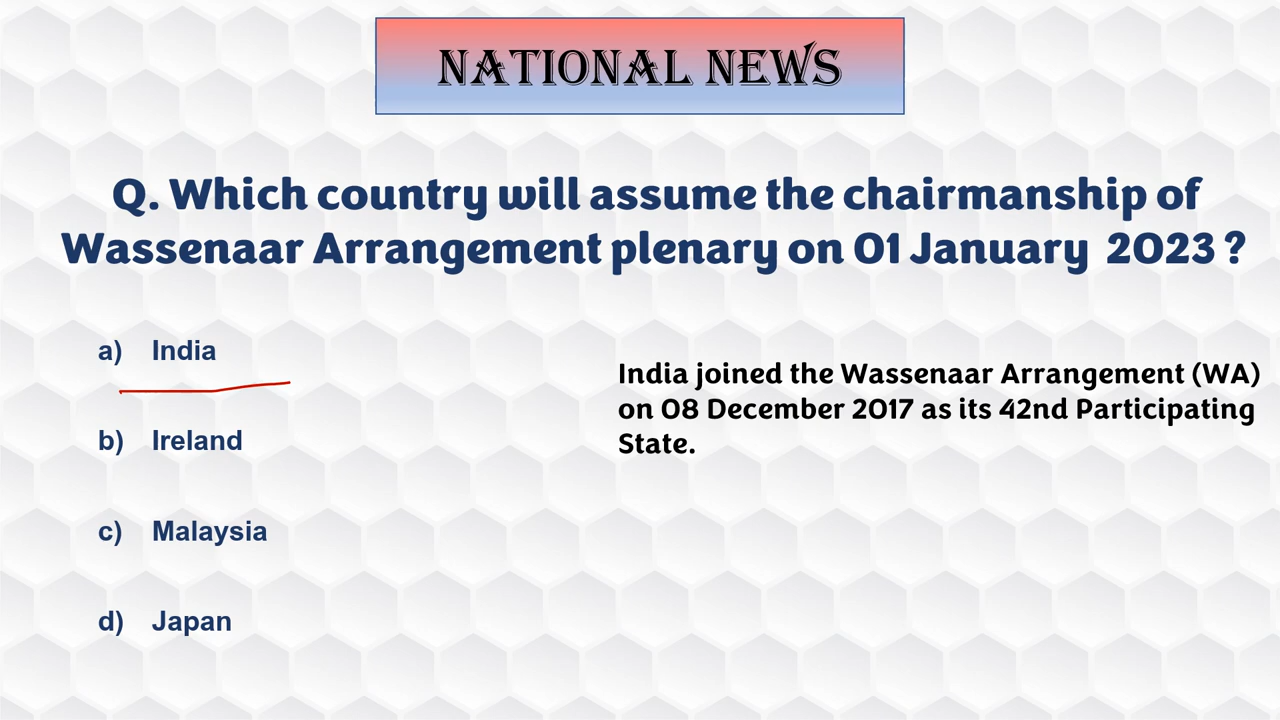 NATIONAL NEWS
Q. Which country will assume the chairmanship of
Wassenaar Arrangement plenary on 01 January 2023 ?
a) India
b) Ireland
c) Malaysia
d) Japan
India joined the Wassenaar Arrangement (WA)
on 08 December 2017 as its 42nd Participating
State.